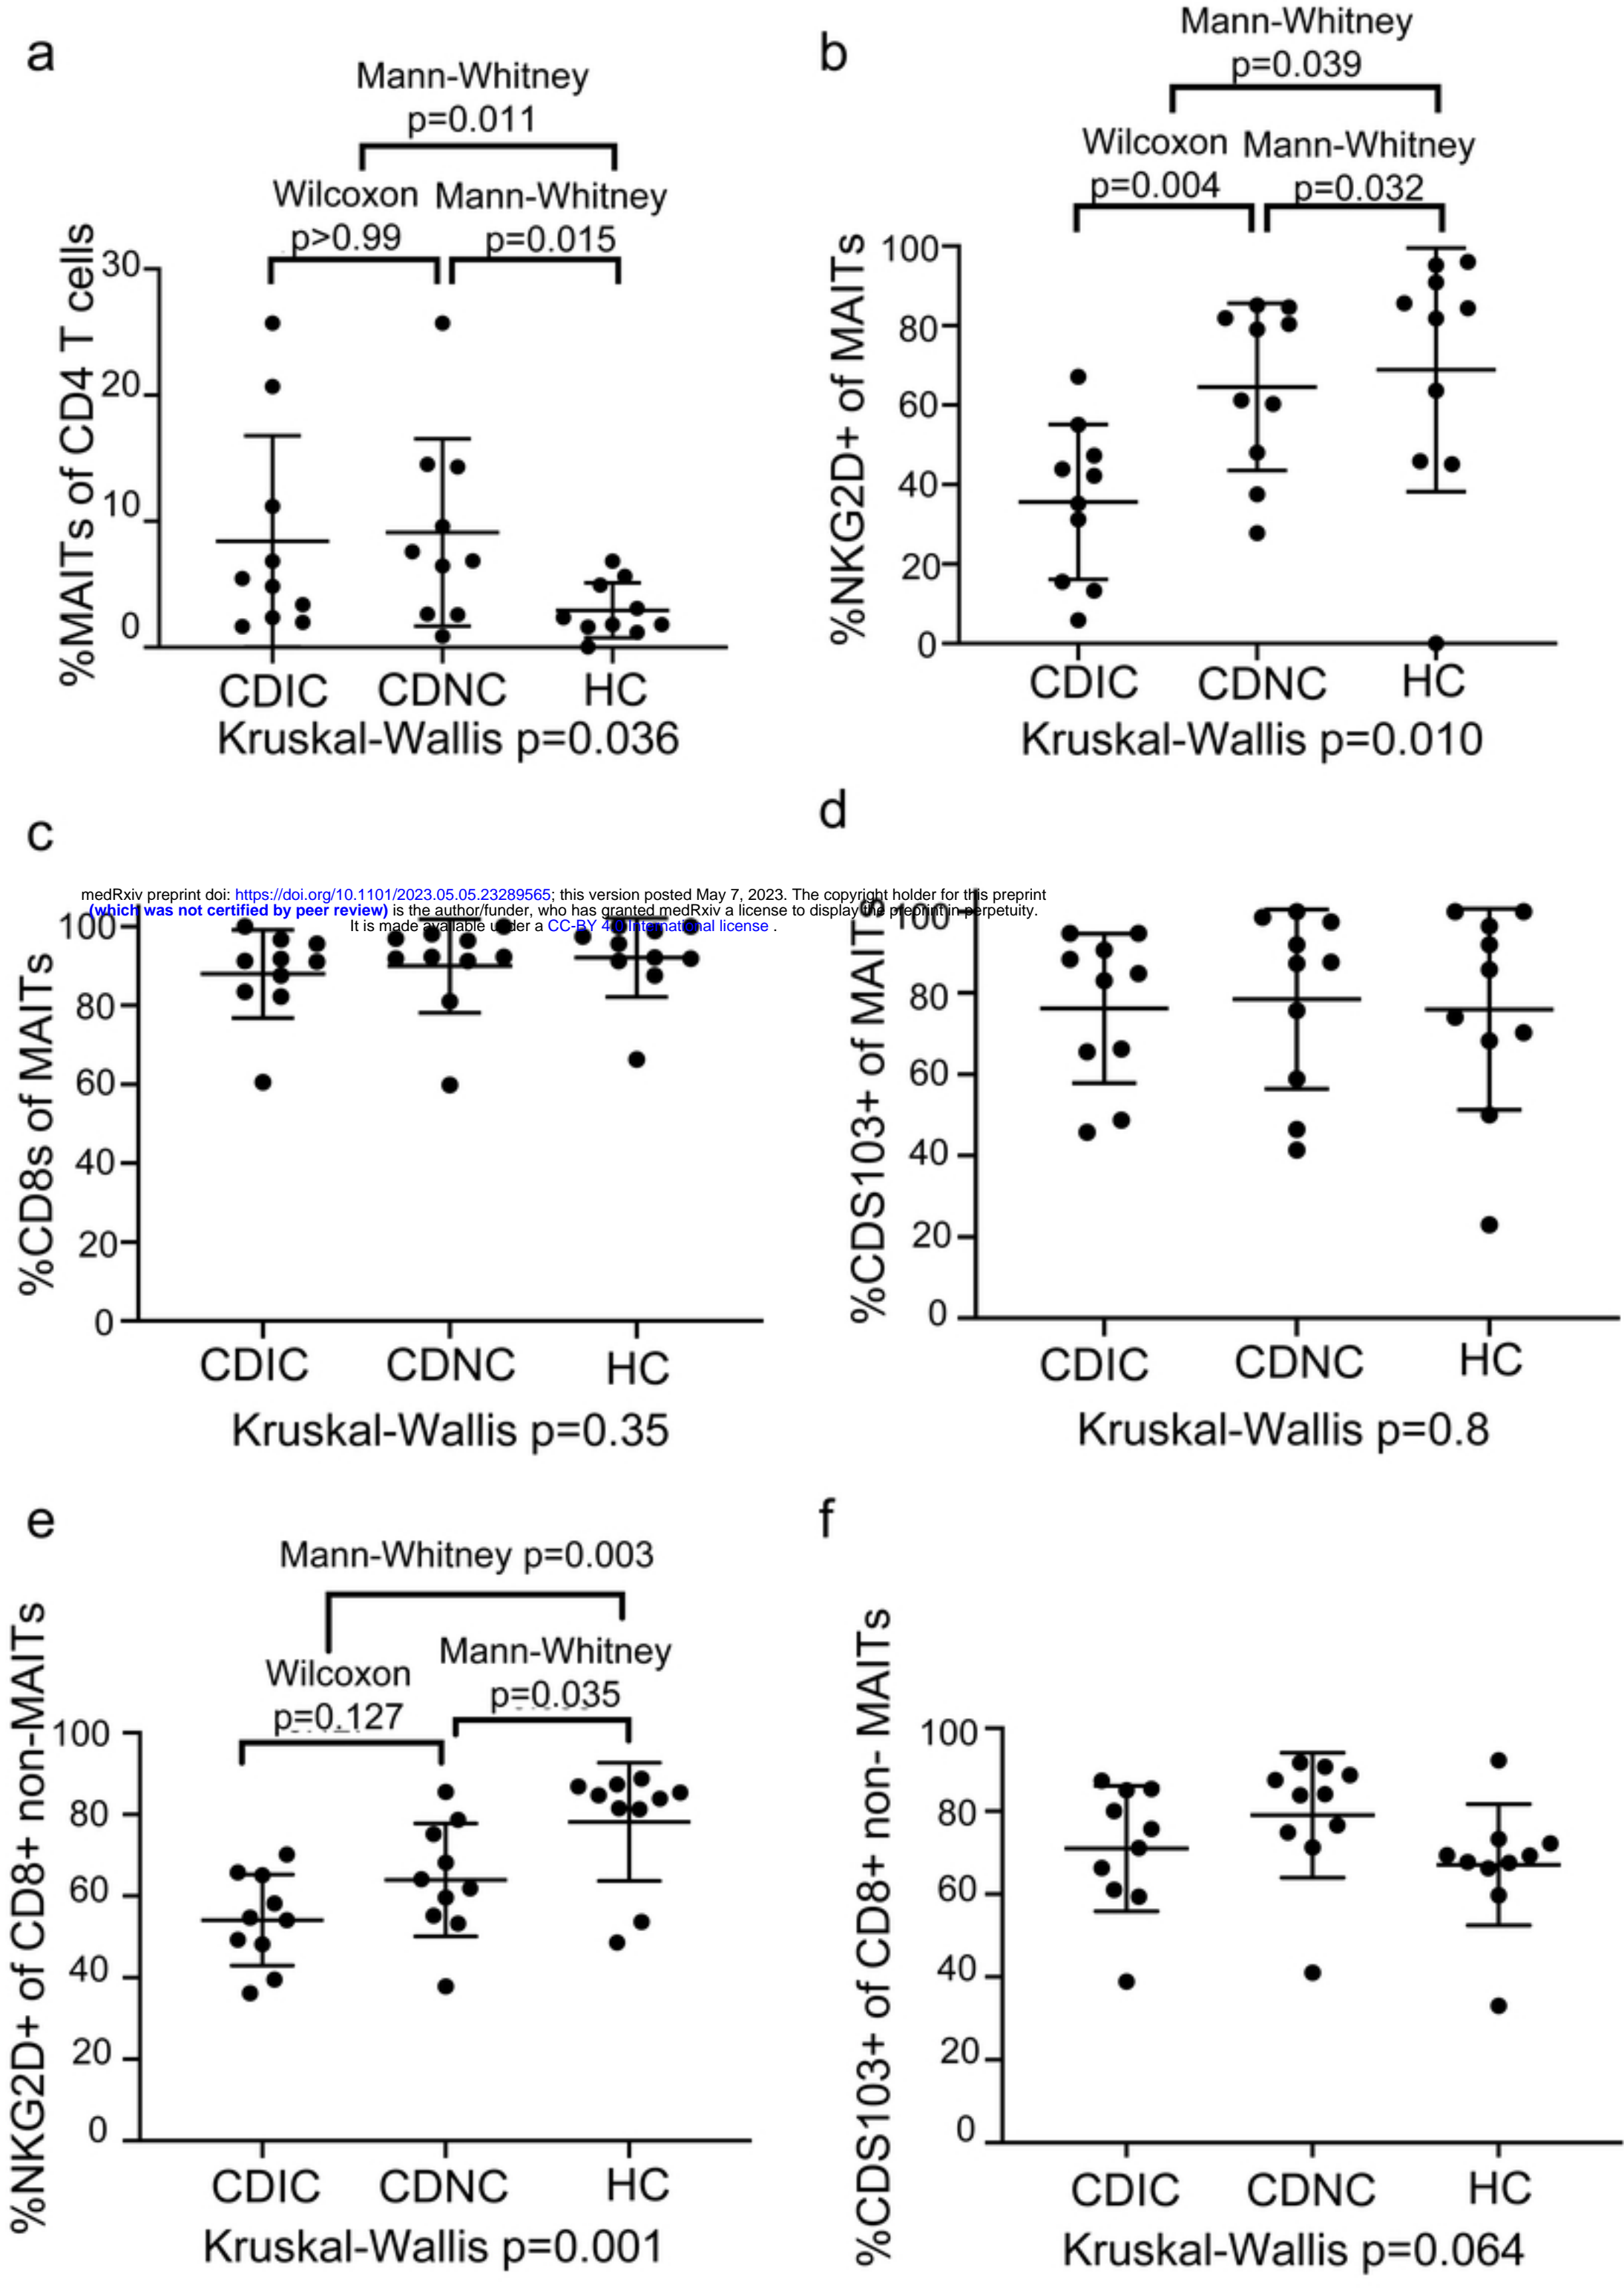 a
Mann-Whitney
p=0.011
Wilcoxon Mann-Whitney
p>0.99 p=0.015
%MAITs of CD4 T cells
30
20
10
0
CDIC CDNC HC
Kruskal-Wallis p=0.036
b
Mann-Whitney
p=0.039
Wilcoxon Mann-Whitney
p=0.004 p=0.032
%NKG2D+ of MAITs
100
80
60
40
20
0
CDIC CDNC HC
Kruskal-Wallis p=0.010
medRxiv preprint doi: https://doi.org/10.1101/2023.05.05.23289565; this version posted May 7, 2023. The copyright holder for this preprint
(which was not certified by peer review) is the author/funder, who has granted medRxiv a license to display the preprint in perpetuity.
It is made available under a CC-BY 4.0 International license .
c
%CD8s of MAITs
100
80
60
40
20
0
CDIC CDNC HC
Kruskal-Wallis p=0.35
d
%CDS103+ of MAITs
100
80
60
40
20
0
CDIC CDNC HC
Kruskal-Wallis p=0.8
e
Mann-Whitney p=0.003
Wilcoxon Mann-Whitney
p=0.127 p=0.035
%NKG2D+ of CD8+ non-MAITs
100
80
60
40
20
0
CDIC CDNC HC
Kruskal-Wallis p=0.001
f
%CDS103+ of CD8+ non- MAITs
100
80
60
40
20
0
CDIC CDNC HC
Kruskal-Wallis p=0.064